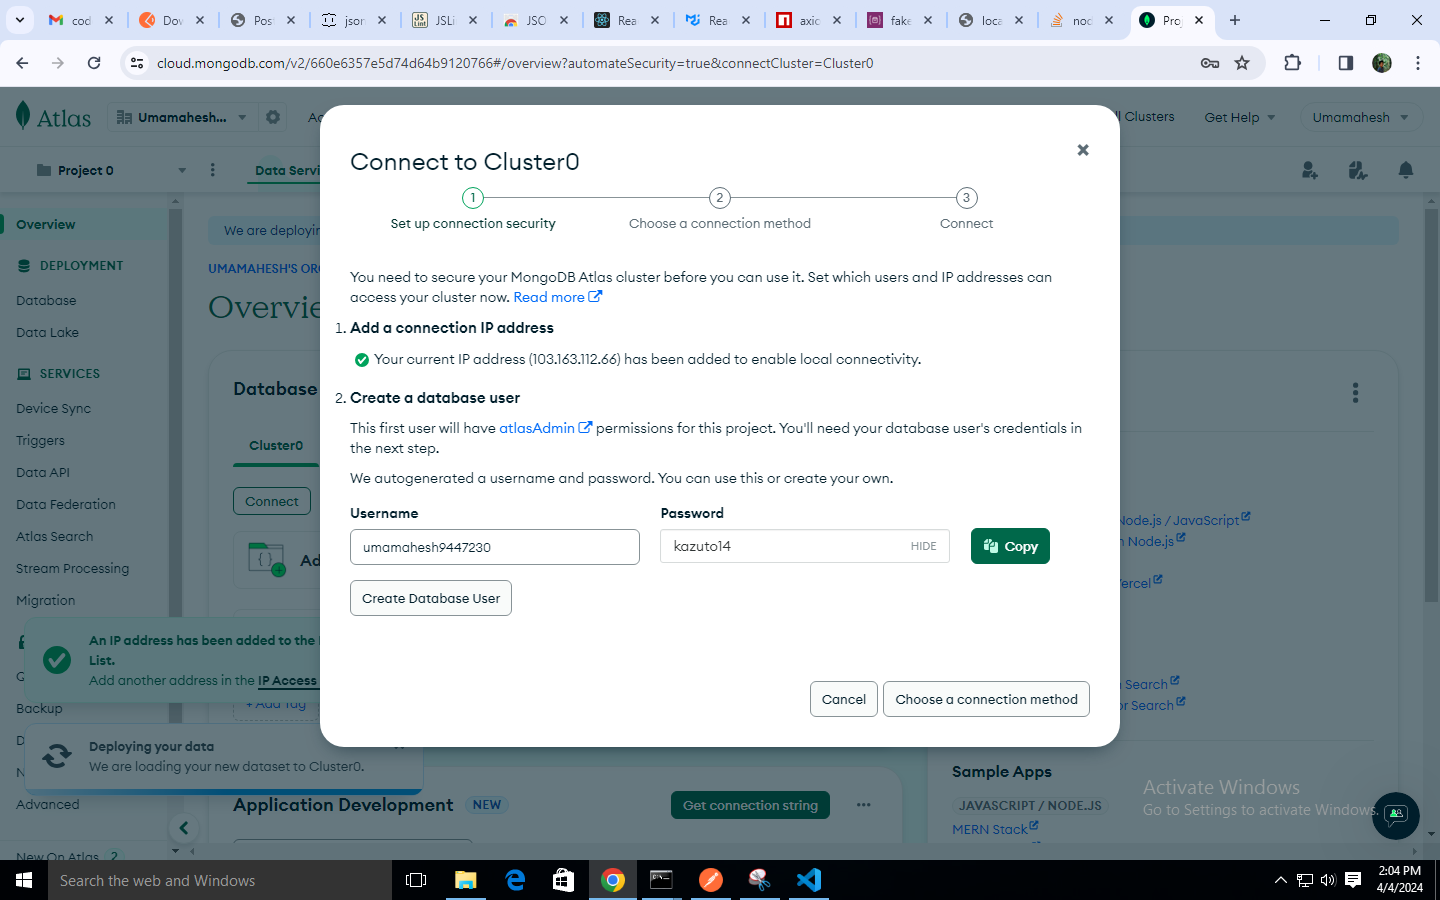 cod
Dov
Post
json
JSLi
JSO
Rea
Rea
axio
fake
loca
nod
Pro
cloud.mongodb.com/v2/660e6357e5d74d64b9120766#/overview?automateSecurity=true&connectCluster=Cluster0
Atlas
Umamahesh...
Ac
ll Clusters
Get Help
Umamahesh
Project 0
Data Servi
Overview
DEPLOYMENT
Database
Data Lake
SERVICES
Device Sync
Triggers
Data API
Data Federation
Atlas Search
Stream Processing
Migration
Backup
Advanced
New On Atlas 2
We are deployin
UMAMAHESH'S ORG
Overvie
Database
Cluster0
Connect
Ad
+ Add Tag
Connect to Cluster0
1
2
3
Set up connection security
Choose a connection method
Connect
You need to secure your MongoDB Atlas cluster before you can use it. Set which users and IP addresses can
access your cluster now. Read more
1. Add a connection IP address
Your current IP address (103.163.112.66) has been added to enable local connectivity.
2. Create a database user
This first user will have atlasAdmin permissions for this project. You'll need your database user's credentials in
the next step.
We autogenerated a username and password. You can use this or create your own.
Username
Password
umamahesh9447230
kazuto14
HIDE
Copy
Create Database User
Cancel
Choose a connection method
An IP address has been added to the
List.
Add another address in the IP Access
Deploying your data
We are loading your new dataset to Cluster0.
Application Development
NEW
Get connection string
Node.js / JavaScript
n Node.js
Vercel
Search
or Search
Sample Apps
JAVASCRIPT / NODE.JS
MERN Stack
Activate Windows
Go to Settings to activate Windows.
Search the web and Windows
2:04 PM
4/4/2024